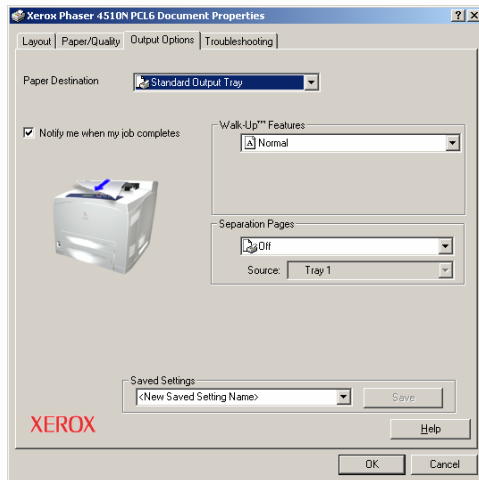 Xerox Phaser 4510N PCL6 Document Properties
Layout Paper/Quality Output Options Troubleshooting
Paper Destination Standard Output Tray
Notify me when my job completes
Walk-Up™ Features
Normal
Separation Pages
Off
Source: Tray 1
Saved Settings
<New Saved Setting Name> Save
XEROX
Help
OK Cancel